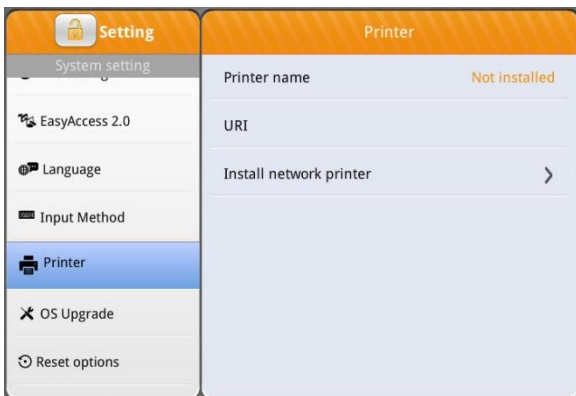 Setting
System setting
EasyAccess 2.0
Language
Input Method
Printer
OS Upgrade
Reset options
Printer
Printer name Not installed
URI
Install network printer